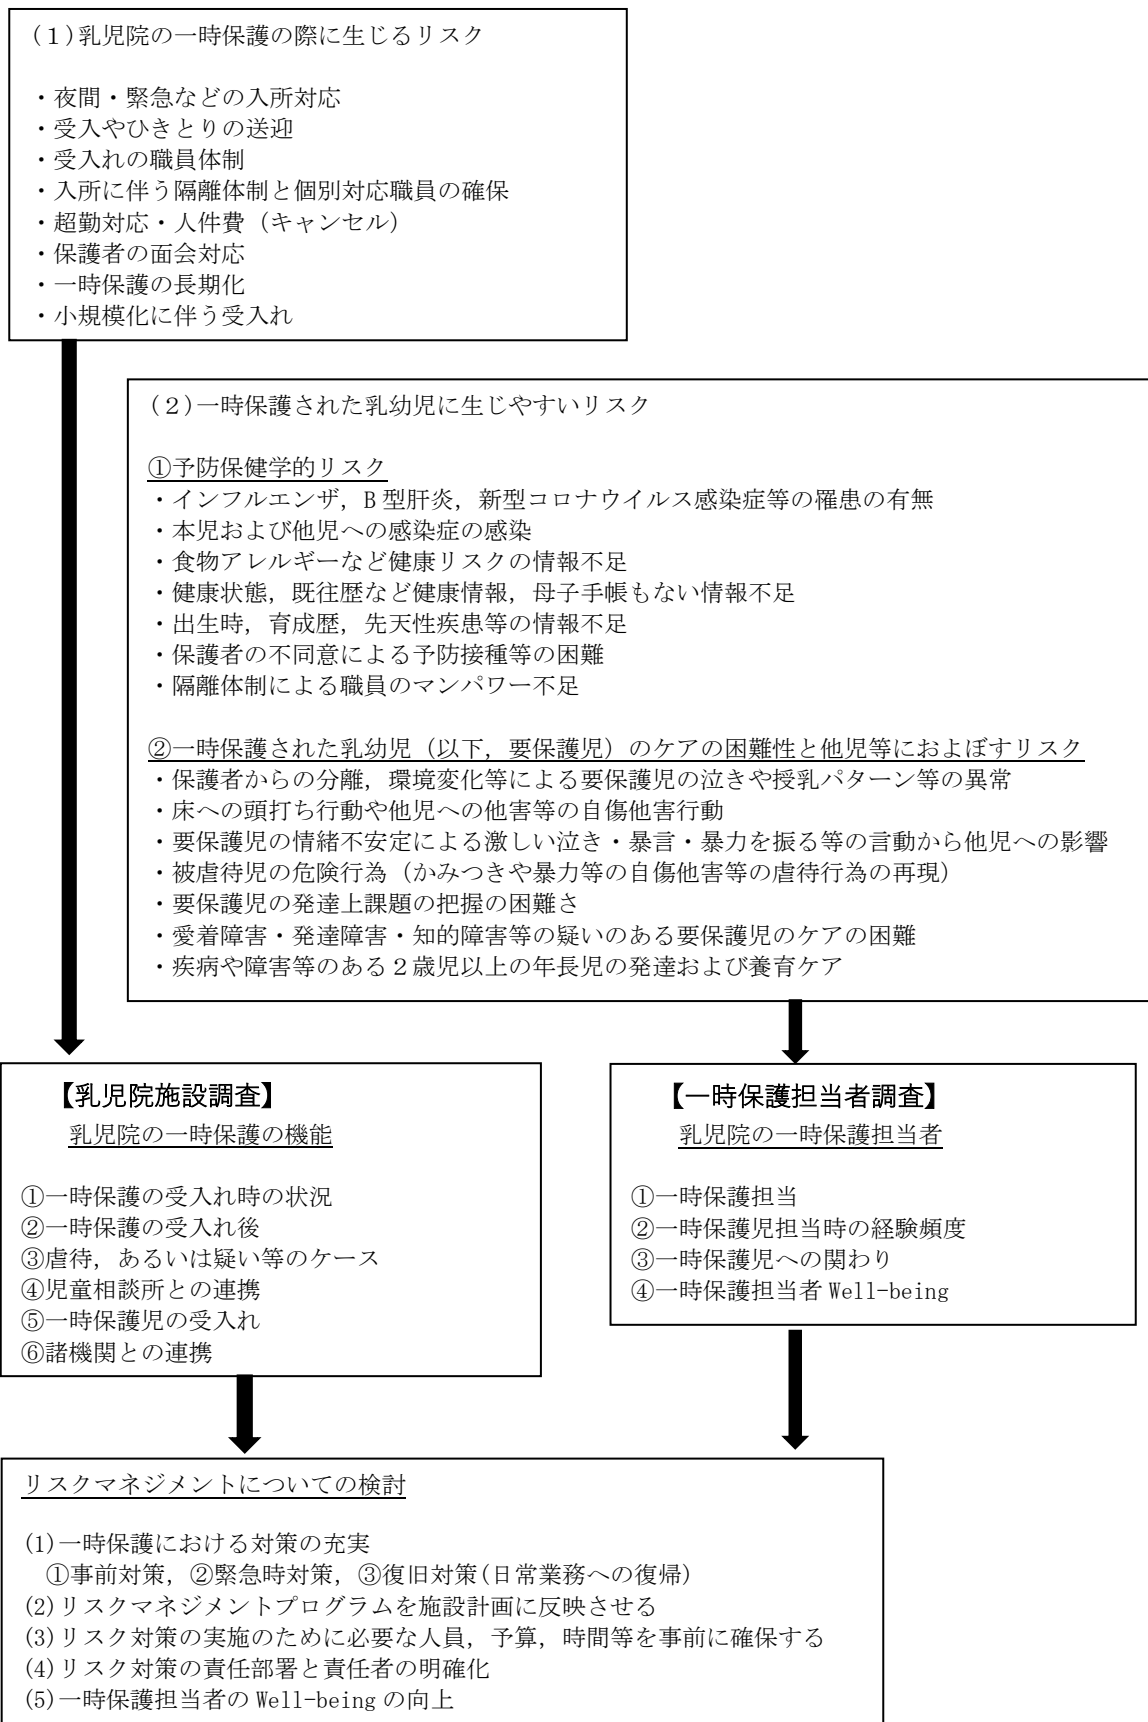 (１)乳児院の一時保護の際に生じるリスク
・夜間・緊急などの入所対応
・受入やひきとりの送迎
・受入れの職員体制
・入所に伴う隔離体制と個別対応職員の確保
・超勤対応・人件費（キャンセル）
・保護者の面会対応
・一時保護の長期化
・小規模化に伴う受入れ
(２)一時保護された乳幼児に生じやすいリスク
①予防保健学的リスク
・インフルエンザ，B型肝炎，新型コロナウイルス感染症等の罹患の有無
・本児および他児への感染症の感染
・食物アレルギーなど健康リスクの情報不足
・健康状態，既往歴など健康情報，母子手帳もない情報不足
・出生時，育成歴，先天性疾患等の情報不足
・保護者の不同意による予防接種等の困難
・隔離体制による職員のマンパワー不足
②一時保護された乳幼児（以下，要保護児）のケアの困難性と他児等におよぼすリスク
・保護者からの分離，環境変化等による要保護児の泣きや授乳パターン等の異常
・床への頭打ち行動や他児への他害等の自傷他害行動
・要保護児の情緒不安定による激しい泣き・暴言・暴力を振る等の言動から他児への影響
・被虐待児の危険行為（かみつきや暴力等の自傷他害等の虐待行為の再現）
・要保護児の発達上課題の把握の困難さ
・愛着障害・発達障害・知的障害等の疑いのある要保護児のケアの困難
・疾病や障害等のある２歳児以上の年長児の発達および養育ケア
【乳児院施設調査】
乳児院の一時保護の機能
①一時保護の受入れ時の状況
②一時保護の受入れ後
③虐待，あるいは疑い等のケース
④児童相談所との連携
⑤一時保護児の受入れ
⑥諸機関との連携
【一時保護担当者調査】
乳児院の一時保護担当者
①一時保護担当
②一時保護児担当時の経験頻度
③一時保護児への関わり
④一時保護担当者Well-being
リスクマネジメントについての検討
(1)一時保護における対策の充実
①事前対策，②緊急時対策，③復旧対策(日常業務への復帰)
(2)リスクマネジメントプログラムを施設計画に反映させる
(3)リスク対策の実施のために必要な人員，予算，時間等を事前に確保する
(4)リスク対策の責任部署と責任者の明確化
(5)一時保護担当者のWell-beingの向上